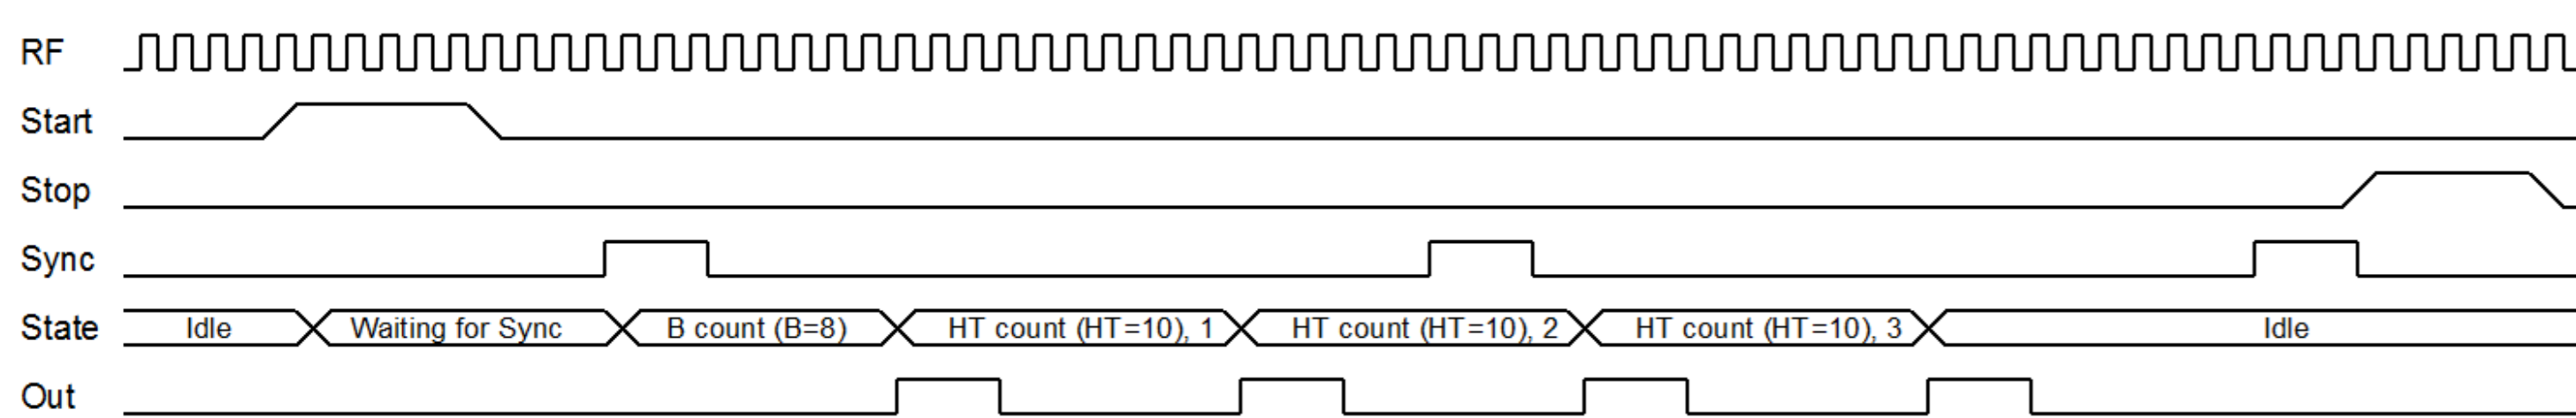 RF
Start
Stop
Sync
State Idle Waiting for Sync B count (B=8) HT count (HT=10), 1 HT count (HT=10), 2 HT count (HT=10), 3 Idle
Out